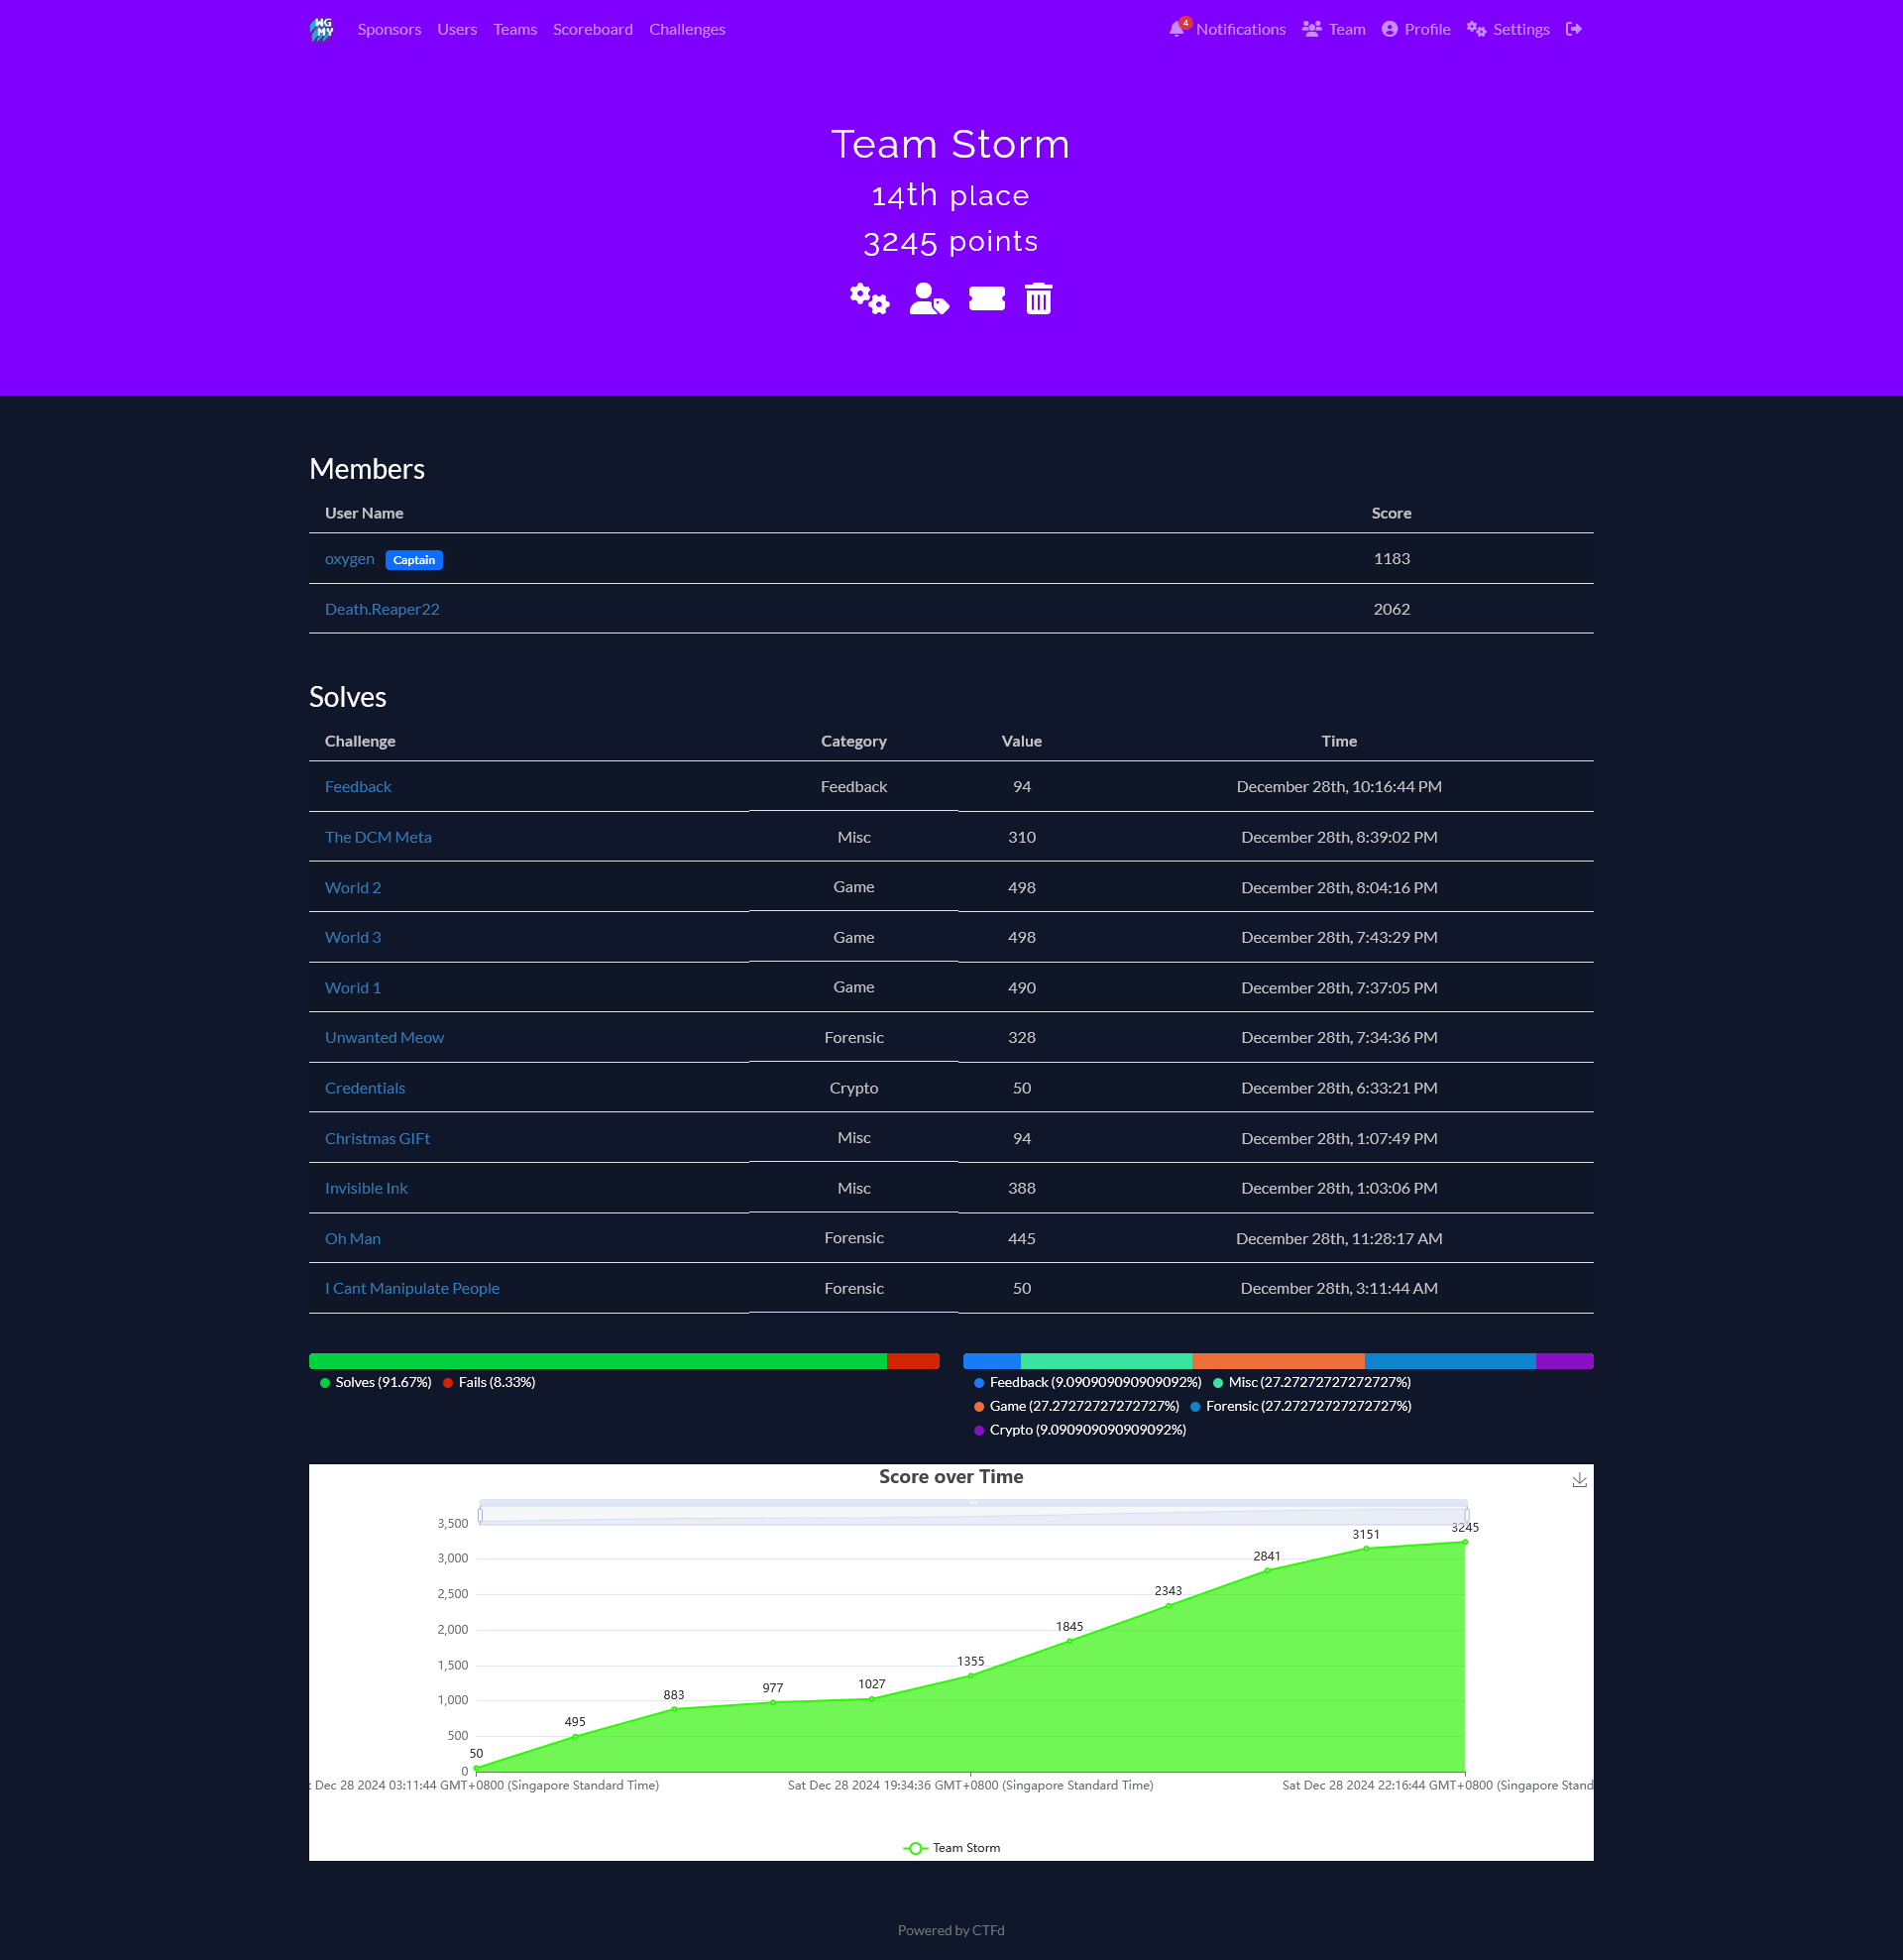 WG MY Sponsors Users Teams Scoreboard Challenges 4 Notifications Team Profile Settings
Team Storm
14th place
3245 points
Members
User Name Score
oxygen Captain 1183
Death.Reaper22 2062
Solves
Challenge Category Value Time
Feedback Feedback 94 December 28th, 10:16:44 PM
The DCM Meta Misc 310 December 28th, 8:39:02 PM
World 2 Game 498 December 28th, 8:04:16 PM
World 3 Game 498 December 28th, 7:43:29 PM
World 1 Game 490 December 28th, 7:37:05 PM
Unwanted Meow Forensic 328 December 28th, 7:34:36 PM
Credentials Crypto 50 December 28th, 6:33:21 PM
Christmas GIFt Misc 94 December 28th, 1:07:49 PM
Invisible Ink Misc 388 December 28th, 1:03:06 PM
Oh Man Forensic 445 December 28th, 11:28:17 AM
I Cant Manipulate People Forensic 50 December 28th, 3:11:44 AM
Solves (91.67%) Fails (8.33%)
Feedback (9.090909090909092%) Misc (27.27272727272727%)
Game (27.27272727272727%) Forensic (27.27272727272727%)
Crypto (9.090909090909092%)
Score over Time
3,500
3,000
2,500
2,000
1,500
1,000
500
0
50
495
883
977
1027
1355
1845
2343
2841
3151
3245
t Dec 28 2024 03:11:44 GMT+0800 (Singapore Standard Time) Sat Dec 28 2024 19:34:36 GMT+0800 (Singapore Standard Time) Sat Dec 28 2024 22:16:44 GMT+0800 (Singapore Stand
Team Storm
Powered by CTFd